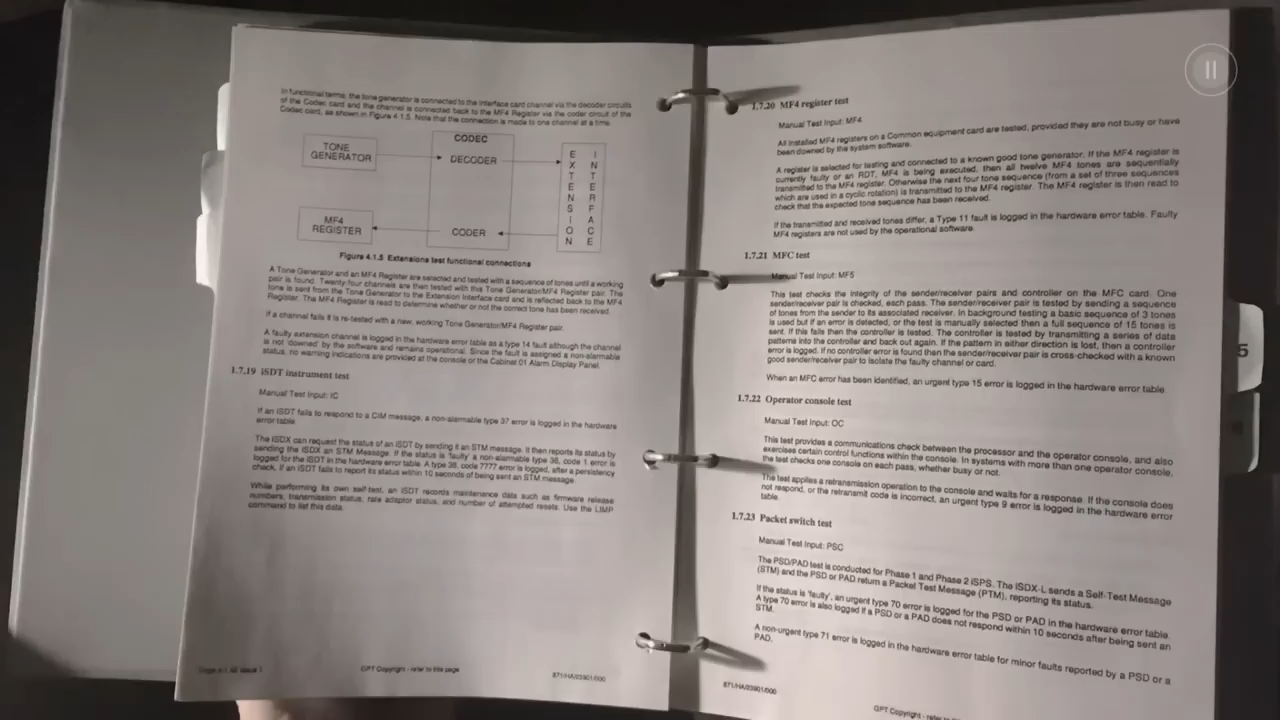 In functional terms, the tone generator is connected to the Interface card channel via the decoder circuits
of the Codec card and the channel is connected back to the MF4 Register via the coder circuit of the
Codec card, as shown in Figure 4.1.5. Note that the connection is made to one channel at a time.
CODEC
TONE
GENERATOR
DECODER
EXTENSION
INTERFACE
MF4
REGISTER
CODER
Figure 4.1.5 Extensions test functional connections
A Tone Generator and an MF4 Register are selected and tested with a sequence of tones until a working
pair is found. Twenty-four channels are then tested with this Tone Generator/MF4 Register pair. The
tone is sent from the Tone Generator to the Extension Interface card and is reflected back to the MF4
Register. The MF4 Register is read to determine whether or not the correct tone has been received.
If a channel fails it is re-tested with a new, working Tone Generator/MF4 Register pair.
A faulty extension channel is logged in the hardware error table as a type 14 fault although the channel
is not 'downed' by the software and remains operational. Since the fault is assigned a non-alarmable
status, no warning indications are provided at the console or the Cabinet 01 Alarm Display Panel.
1.7.19 iSDT instrument test
Manual Test Input: IC
If an iSDT fails to respond to a CIM message, a non-alarmable type 37 error is logged in the hardware
error table.
The iSDX can request the status of an iSDT by sending it an STM message. It then reports its status by
sending the iSDX an STM Message. If the status is 'faulty' a non-alarmable type 38, code 1 error is
logged for the iSDT in the hardware error table. A type 38, code 7777 error is logged, after a persistency
check, if an iSDT fails to report its status within 10 seconds of being sent an STM message.
While performing its own self-test, an iSDT records maintenance data such as firmware release
numbers, transmission status, rate adaptor status, and number of attempted resets. Use the LIMP
command to list this data.
GPT Copyright - refer to this page
871/HA/23901/000
1.7.20 MF4 register test
Manual Test Input: MF4
All installed MF4 registers on a Common equipment card are tested, provided they are not busy or have
been downed by the system software.
A register is selected for testing and connected to a known good tone generator. If the MF4 register is
currently faulty or an RDT, MF4 is being executed, then all twelve MF4 tones are sequentially
transmitted to the MF4 register. Otherwise the next four tone sequence (from a set of three sequences
which are used in a cyclic rotation) is transmitted to the MF4 register. The MF4 register is then read to
check that the expected tone sequence has been received.
If the transmitted and received tones differ, a Type 11 fault is logged in the hardware error table. Faulty
MF4 registers are not used by the operational software.
1.7.21 MFC test
Manual Test Input: MF5
This test checks the integrity of the sender/receiver pairs and controller on the MFC card. One
sender/receiver pair is checked, each pass. The sender/receiver pair is tested by sending a sequence
of tones from the sender to its associated receiver. In background testing a basic sequence of 3 tones
is used but if an error is detected, or the test is manually selected then a full sequence of 15 tones is
sent. If this fails then the controller is tested. The controller is tested by transmitting a series of data
patterns into the controller and back out again. If the pattern in either direction is lost, then a controller
error is logged. If no controller error is found then the sender/receiver pair is cross-checked with a known
good sender/receiver pair to isolate the faulty channel or card.
When an MFC error has been identified, an urgent type 15 error is logged in the hardware error table.
1.7.22 Operator console test
Manual Test Input: OC
This test provides a communications check between the processor and the operator console, and also
exercises certain control functions within the console. In systems with more than one operator console,
the test checks one console on each pass, whether busy or not.
The test applies a retransmission operation to the console and waits for a response. If the console does
not respond, or the retransmit code is incorrect, an urgent type 9 error is logged in the hardware error
table.
1.7.23 Packet switch test
Manual Test Input: PSC
The PSD/PAD test is conducted for Phase 1 and Phase 2 iSPS. The iSDX-L sends a Self-Test Message
(STM) and the PSD or PAD return a Packet Test Message (PTM), reporting its status.
If the status is 'faulty', an urgent type 70 error is logged for the PSD or PAD in the hardware error table.
A type 70 error is also logged if a PSD or a PAD does not respond within 10 seconds after being sent an
STM.
A non-urgent type 71 error is logged in the hardware error table for minor faults reported by a PSD or a
PAD.
871/HA/23901/000
GPT Copyright - refer to
5